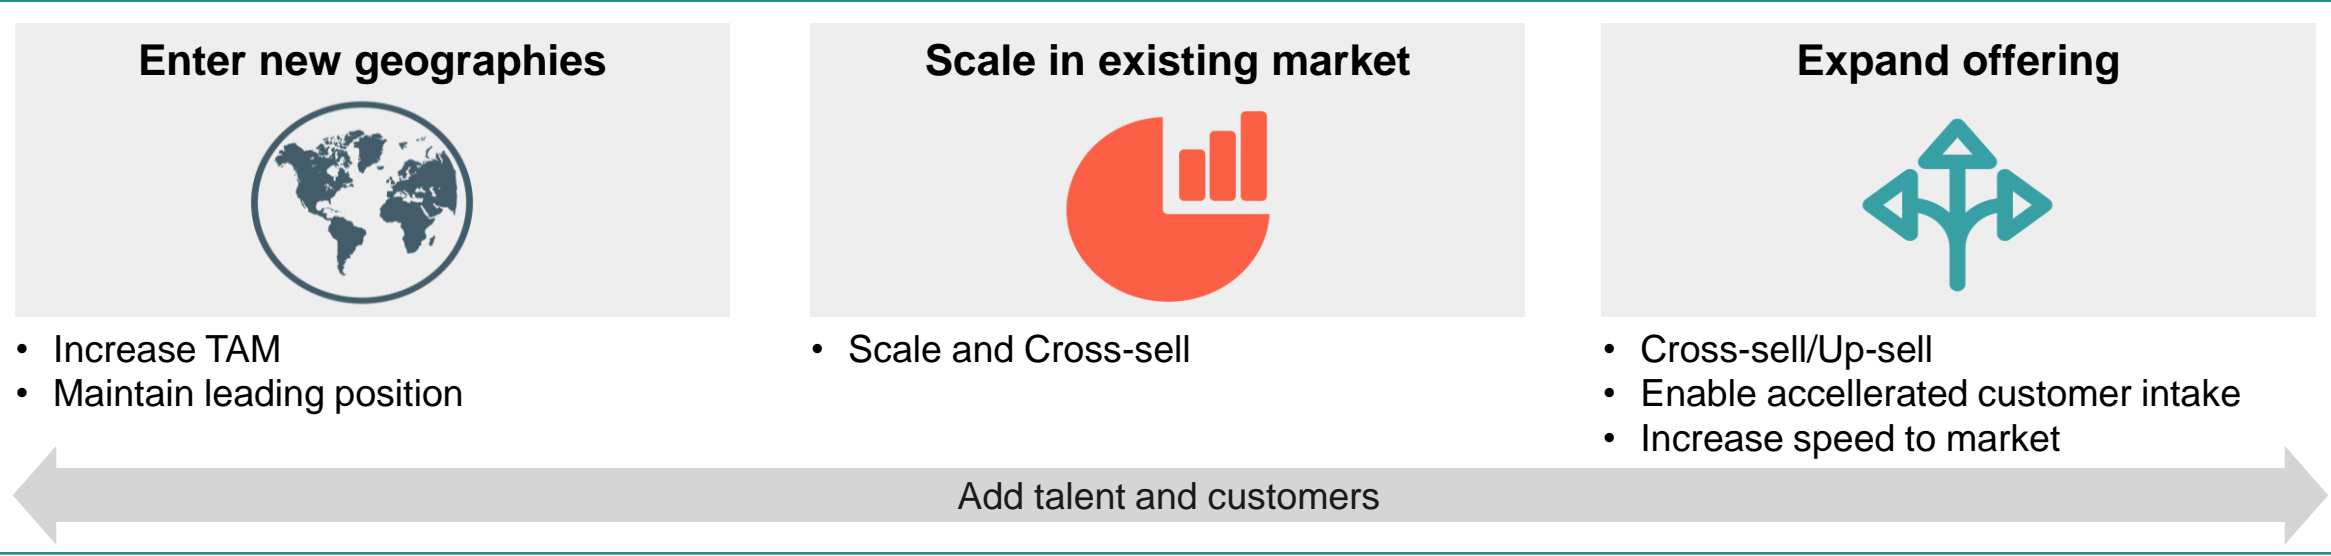 Enter new geographies
• Increase TAM
• Maintain leading position
Scale in existing market
• Scale and Cross-sell
Expand offering
• Cross-sell/Up-sell
• Enable accellerated customer intake
• Increase speed to market
Add talent and customers